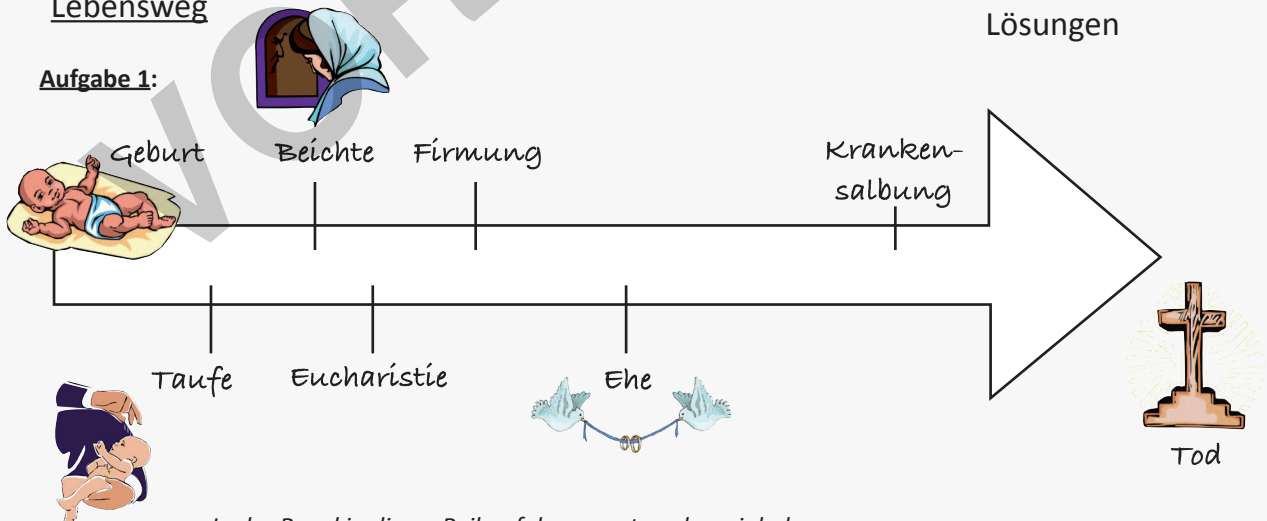 Lebensweg
Lösungen
Aufgabe 1:
Geburt
Beichte
Firmung
Kranken-
salbung
Taufe
Eucharistie
Ehe
Tod